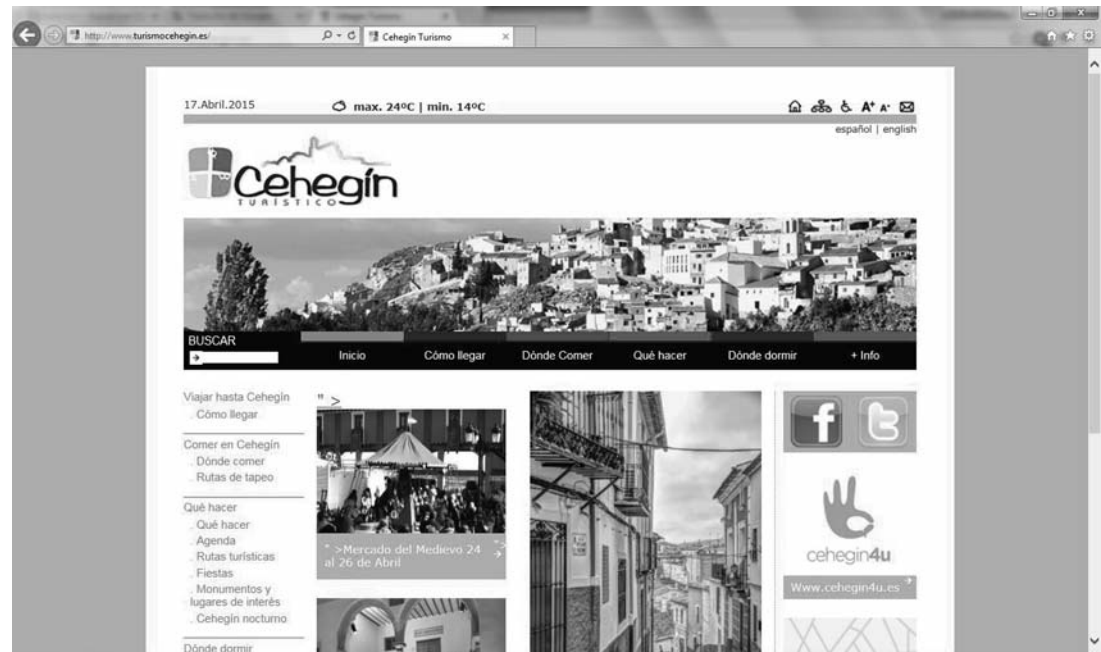 http://www.turismocehegin.es/
Cehegín Turismo
17.Abril.2015
max. 24ºC | min. 14ºC
A+ A-
español | english
Cehegín
TURÍSTICO
BUSCAR
Inicio Cómo llegar Dónde Comer Qué hacer Dónde dormir + Info
Viajar hasta Cehegín
. Cómo llegar
Comer en Cehegín
. Dónde comer
. Rutas de tapeo
Qué hacer
. Qué hacer
. Agenda
. Rutas turísticas
. Fiestas
. Monumentos y
lugares de interés
. Cehegín nocturno
Dónde dormir
" >
" >Mercado del Medievo 24
al 26 de Abril
">
f t
cehegin4u
Www.cehegin4u.es